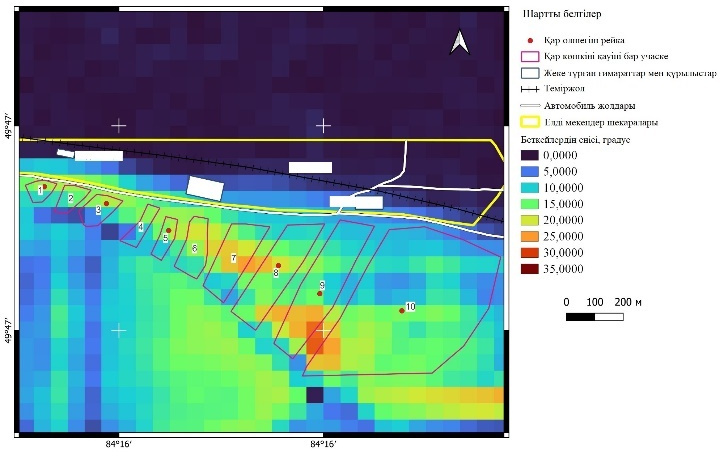 Шартты белгілер
Қар өлшегіш рейка
Қар көшкіні қауіпі бар учаске
Жеке тұрған ғимараттар мен құрылыстар
Теміржол
Автомобиль жолдары
Елді мекендер шекаралары
Беткейлердің еңісі, градус
0,0000
5,0000
10,0000
15,0000
20,0000
25,0000
30,0000
35,0000
0 100 200 м
49°47′
49°47′
84°16′
84°16′
1
2
3
4
5
6
7
8
9
10